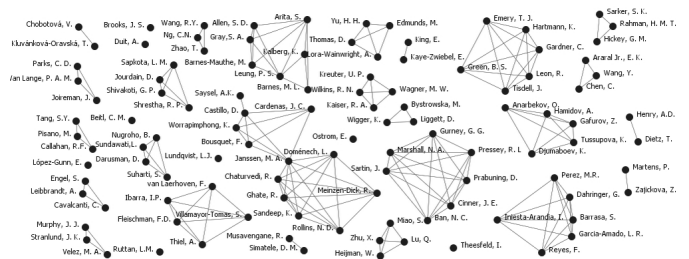 Chobotová, V.
Kluvánková-Oravská, T.
Brooks, J. S.
Duit, A.
Wang, R.Y.
Ng, C.N.
Zhao, T.
Allen, S. D.
Gray, S. A.
Barnes-Mauthe, M.
Arita, S.
Kalberg, K.
Leung, P. S.
Barnes, M. L.
Lora-Wainwright, A.
Yu, H. H.
Thomas, D.
Edmunds, M.
King, E.
Kaye-Zwiebel, E.
Emery, T. J.
Hartmann, K.
Gardner, C.
Green, B. S.
Leon, R.
Tisdell, J.
Sarker, S. K.
Rahman, H. M. T.
Hickey, G. M.
Araral Jr., E. K.
Wang, Y.
Chen, C.
Parks, C. D.
Van Lange, P. A. M.
Joireman, J.
Sapkota, L. M.
Jourdain, D.
Shivakoti, G. P.
Shrestha, R. P.
Saysel, A.K.
Castillo, D.
Cardenas, J. C.
Worrapimphong, K.
Bousquet, F.
Janssen, M. A.
Kreuter, U. P.
Wilkins, R. N.
Wagner, M. W.
Kaiser, R. A.
Bystrowska, M.
Wigger, K.
Liggett, D.
Anarbekov, O.
Hamidov, A.
Gafurov, Z.
Tussupova, K.
Djumaboev, K.
Henry, A.D.
Dietz, T.
Tang, S.Y.
Pisano, M.
Callahan, R.F.
Beitl, C. M.
Nugroho, B.
Sundawati, L.
Darusman, D.
Suharti, S.
Lundqvist, L.J.
López-Gunn, E.
Ostrom, E.
Doménech, L.
Chaturvedi, R.
Ghate, R.
Meinzen-Dick, R.
Sandeep, K.
Rollins, N. D.
Gurney, G. G.
Marshall, N. A.
Pressey, R. L
Sartin, J.
Prabuning, D.
Cinner, J. E.
Ban, N. C.
Engel, S.
Leibbrandt, A.
Cavalcanti, C.
van Laerhoven, F.
Ibarra, I.P.
Villamayor-Tomas, S.
Fleischman, F.D.
Thiel, A.
Perez, M.R.
Dahringer, G.
Iniesta-Arandia, I.
Barrasa, S.
Garcia-Amado, L. R.
Reyes, F.
Martens, P.
Zajickova, Z.
Murphy, J. J.
Stranlund, J. K.
Velez, M. A.
Ruttan, L.M.
Musavengane, R.
Simatele, D. M.
Miao, S.
Zhu, X.
Lu, Q.
Heijman, W.
Theesfeld, I.